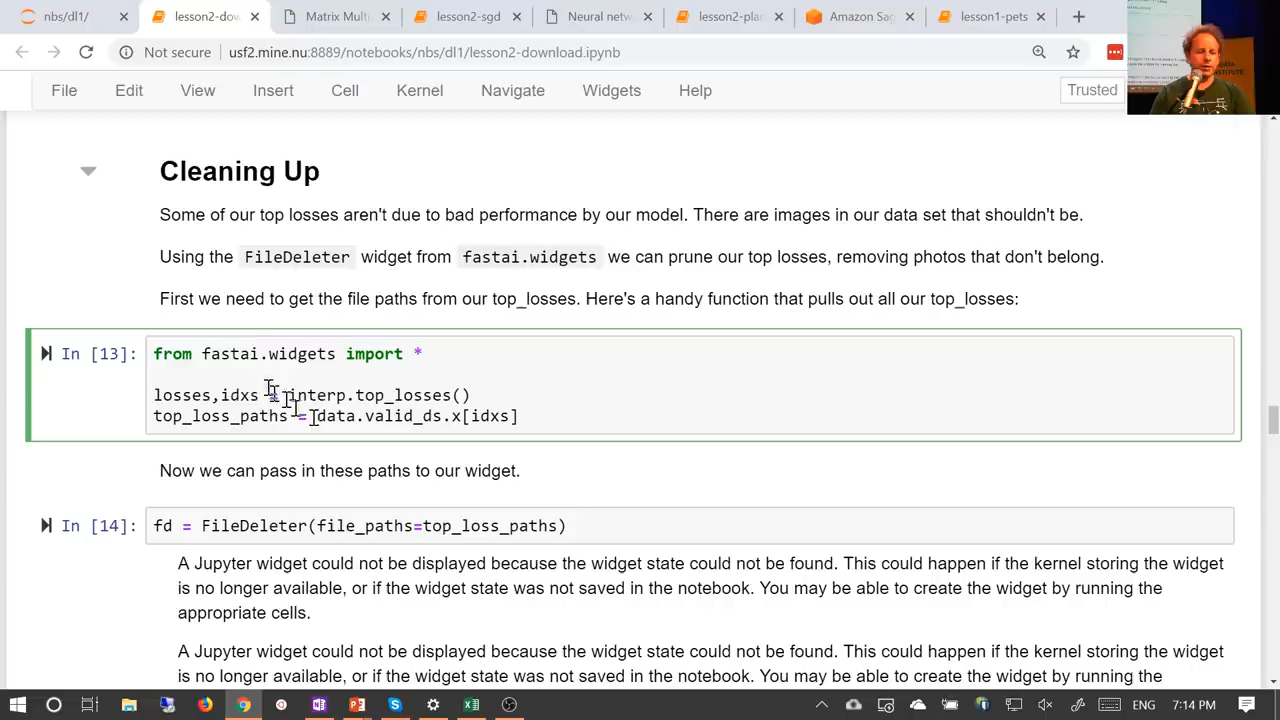 nbs/dl1/
lesson2-do
Matrix Mul
m2-sgd
Neural netw
lesson2-plar
Amazon Sag
lesson1-pets
Not secure
usf2.mine.nu:8889/notebooks/nbs/dl1/lesson2-download.ipynb
File Edit View Insert Cell Kern Navigate Widgets Help
Trusted
Cleaning Up
Some of our top losses aren't due to bad performance by our model. There are images in our data set that shouldn't be.
Using the FileDeleter widget from fastai.widgets we can prune our top losses, removing photos that don't belong.
First we need to get the file paths from our top_losses. Here's a handy function that pulls out all our top_losses:
In [13]:
from fastai.widgets import *
losses,idxs = interp.top_losses()
top_loss_paths = data.valid_ds.x[idxs]
Now we can pass in these paths to our widget.
In [14]:
fd = FileDeleter(file_paths=top_loss_paths)
A Jupyter widget could not be displayed because the widget state could not be found. This could happen if the kernel storing the widget
is no longer available, or if the widget state was not saved in the notebook. You may be able to create the widget by running the
appropriate cells.
A Jupyter widget could not be displayed because the widget state could not be found. This could happen if the kernel storing the widget
is no longer available, or if the widget state was not saved in the notebook. You may be able to create the widget by running the
ENG
7:14 PM